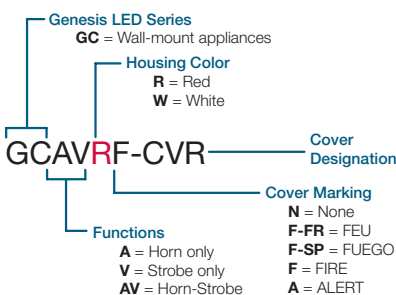 Genesis LED Series
GC = Wall-mount appliances
Housing Color
R = Red
W = White
GCAVRF-CVR
Cover
Designation
Cover Marking
N = None
F-FR = FEU
F-SP = FUEGO
F = FIRE
A = ALERT
Functions
A = Horn only
V = Strobe only
AV = Horn-Strobe